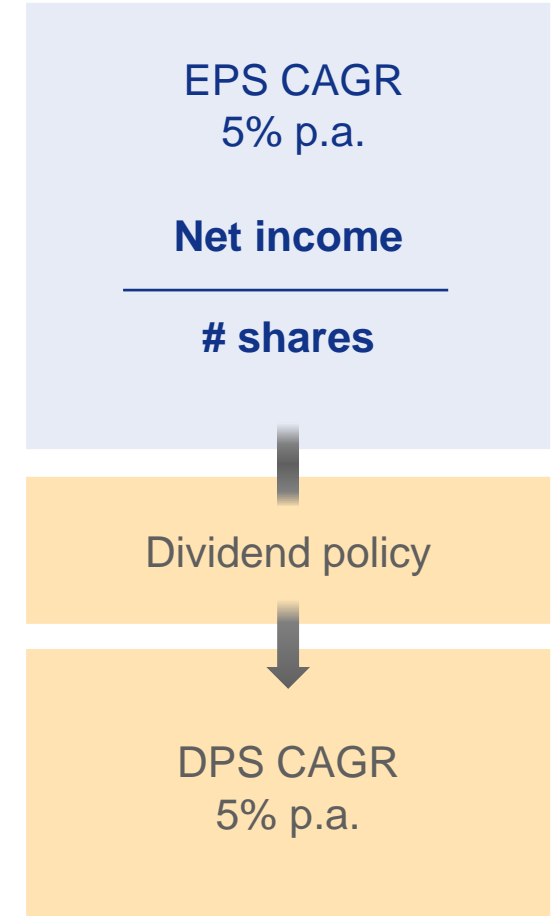 EPS CAGR
5% p.a.
Net income
# shares
Dividend policy
DPS CAGR
5% p.a.